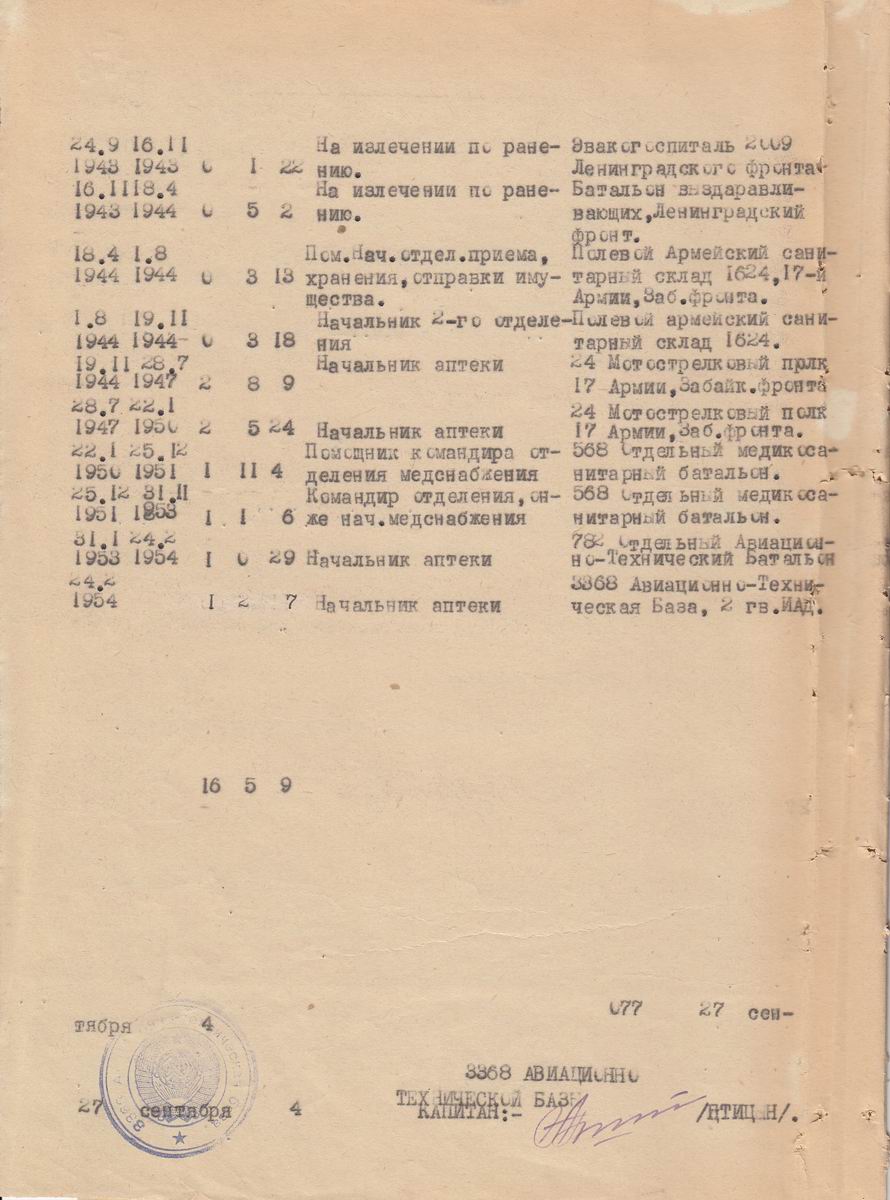 24.9 16.11 На излечении по ране- Эвакогоспиталь 2009
1943 1943 0 1 22 нию. Ленинградского фронта
16.1118.4 На излечении по ране- Батальон выздаравли-
1943 1944 0 5 2 нию. вающих,Ленинградский
фронт.
18.4 1.8 Пом.Нач.отдел.приема, Полевой Армейский сани-
1944 1944 0 3 13 хранения,отправки иму- тарный склад 1624,17-й
щества. Армии,Заб.фронта.
1.8 19.11 Начальник 2-го отделе- Полевой армейский сани-
1944 1944 0 3 18 ния тарный склад 1624.
19.11 28.7 Начальник аптеки 24 Мотострелковый полк
1944 1947 2 8 9 17 Армии,Забайк.фронта
28.7 22.1 24 Мотострелковый полк
1947 1950 2 5 24 Начальник аптеки 17 Армии,Заб.фронта.
22.1 25.12 Помощник командира от- 568 Отдельный медикоса-
1950 1951 1 11 4 деления медснабжения нитарный батальон.
25.12 31.11 Командир отделения,он- 568 Отдельный медикоса-
1951 1953 1 1 6 же нач.медснабжения нитарный батальон.
31.1 24.2 782 Отдельный Авиацион-
1953 1954 1 0 29 Начальник аптеки но-Технический Батальон
24.2 3368 Авиационно-Техни-
1954 1 2 7 Начальник аптеки ческая База, 2 гв.ИАД.
16 5 9
077 27 сен-
тября 4
3368 АВИАЦИОННО
ТЕХНИЧЕСКОЙ БАЗЫ
27 сентября 4 КАПИТАН:- /ПТИЦЫН/.